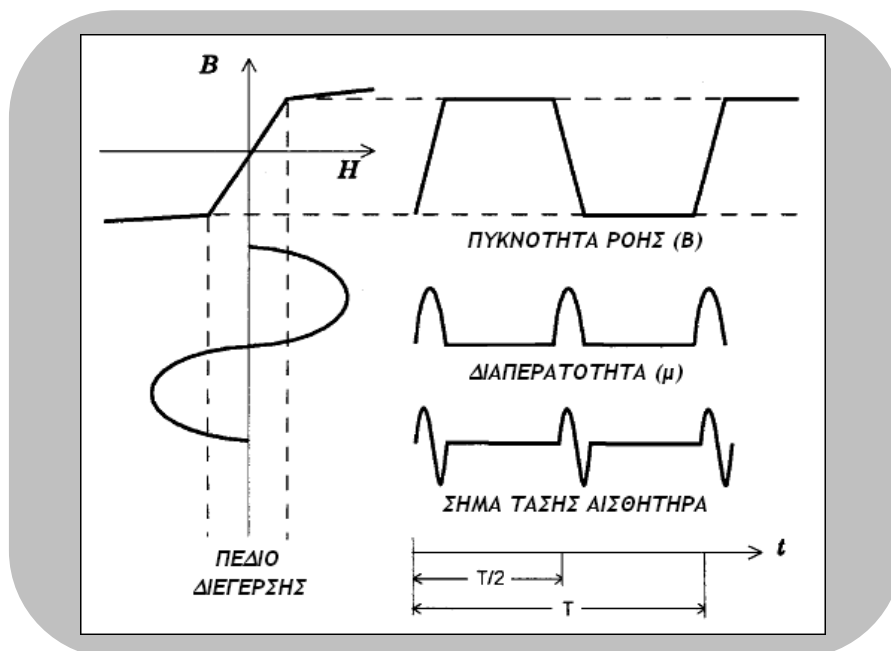 B
H
ΠΥΚΝΟΤΗΤΑ ΡΟΗΣ (B)
ΔΙΑΠΕΡΑΤΟΤΗΤΑ (μ)
ΣΗΜΑ ΤΑΣΗΣ ΑΙΣΘΗΤΗΡΑ
ΠΕΔΙΟ
ΔΙΕΓΕΡΣΗΣ
t
T/2
T